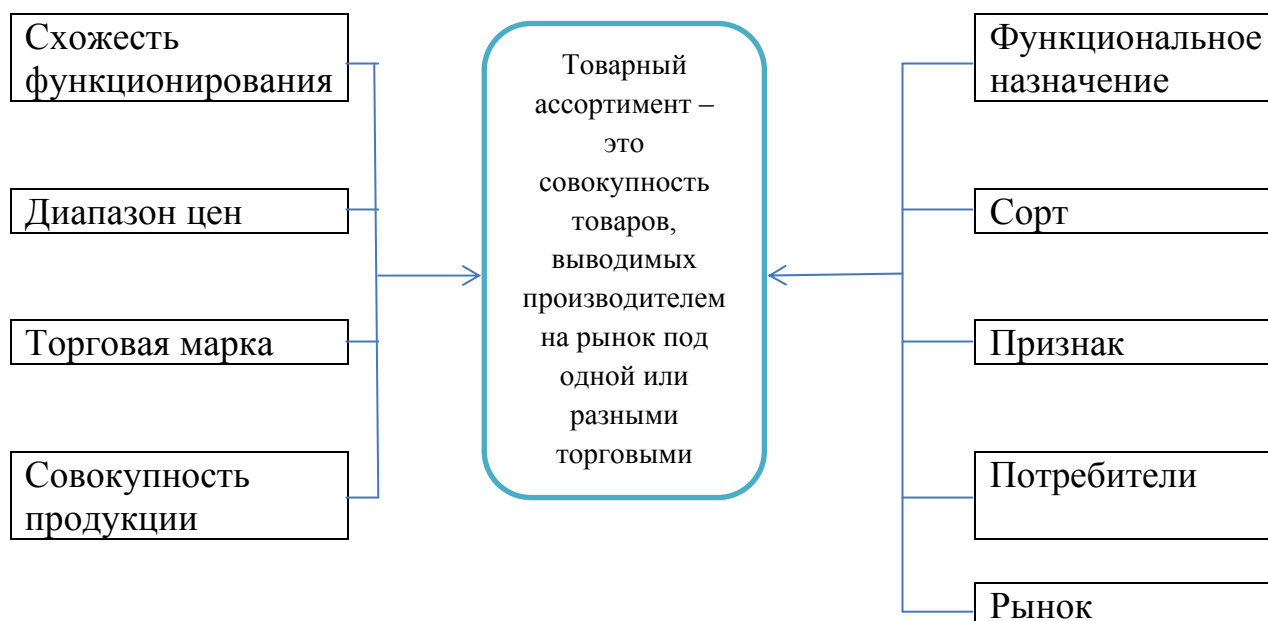 Схожесть
функционирования
Диапазон цен
Торговая марка
Совокупность
продукции
Товарный
ассортимент –
это
совокупность
товаров,
выводимых
производителем
на рынок под
одной или
разными
торговыми
Функциональное
назначение
Сорт
Признак
Потребители
Рынок